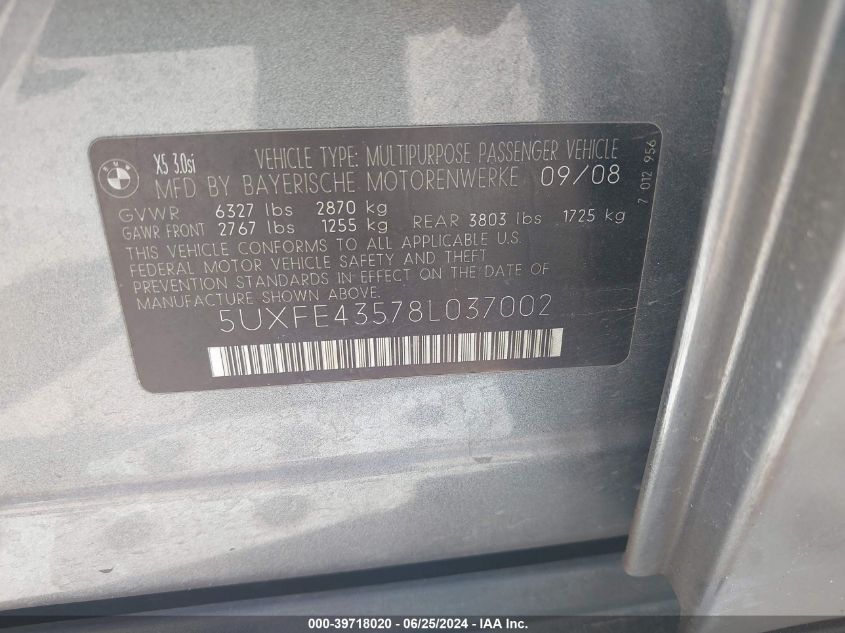 BMW
X5 3.0si VEHICLE TYPE: MULTIPURPOSE PASSENGER VEHICLE
MFD BY BAYERISCHE MOTORENWERKE 09/08
GVWR 6327 lbs 2870 kg
GAWR FRONT 2767 lbs 1255 kg REAR 3803 lbs 1725 kg
THIS VEHICLE CONFORMS TO ALL APPLICABLE U.S.
FEDERAL MOTOR VEHICLE SAFETY AND THEFT
PREVENTION STANDARDS IN EFFECT ON THE DATE OF
MANUFACTURE SHOWN ABOVE.
5UXFE43578L037002
7 012 956
000-39718020 - 06/25/2024 - IAA Inc.